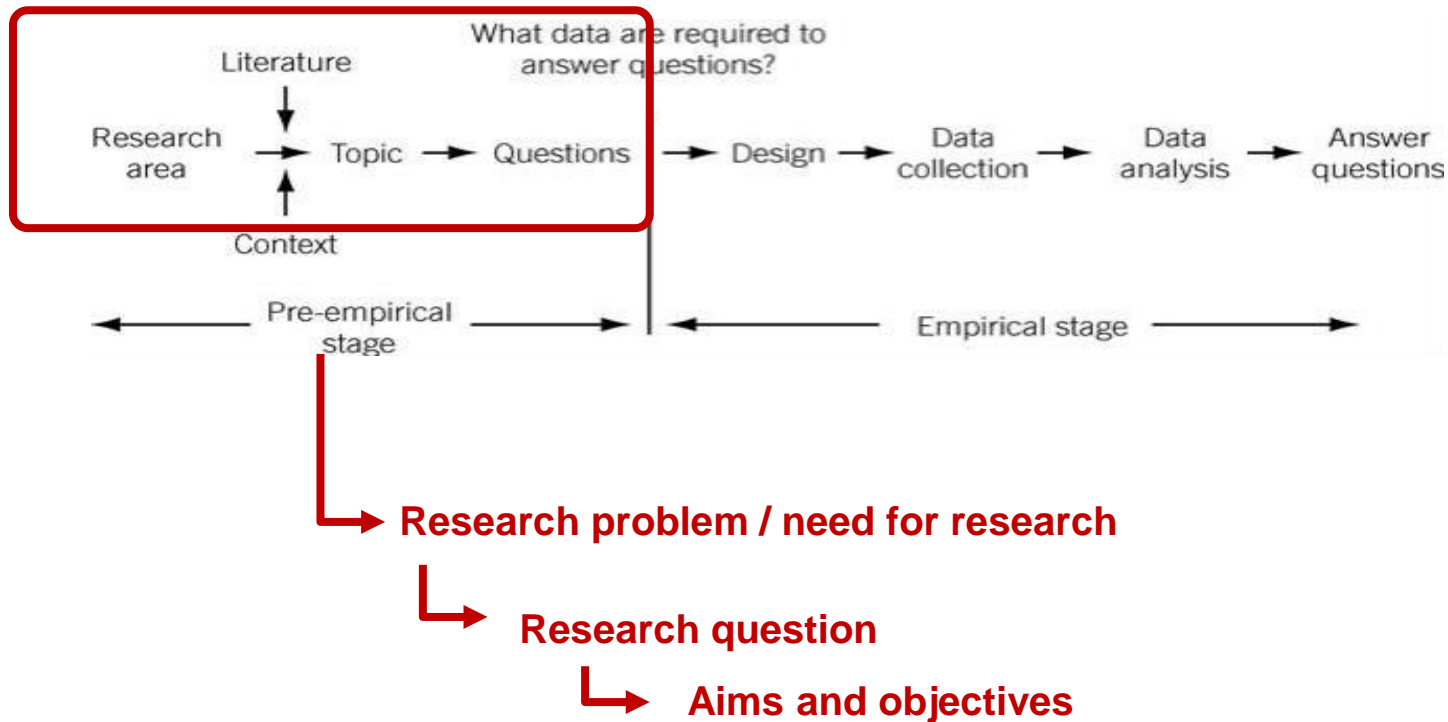 What data are required to
answer questions?
Literature
Research
area
Topic
Questions
Design
Data
collection
Data
analysis
Answer
questions
Context
Pre-empirical
stage
Empirical stage
Research problem / need for research
Research question
Aims and objectives